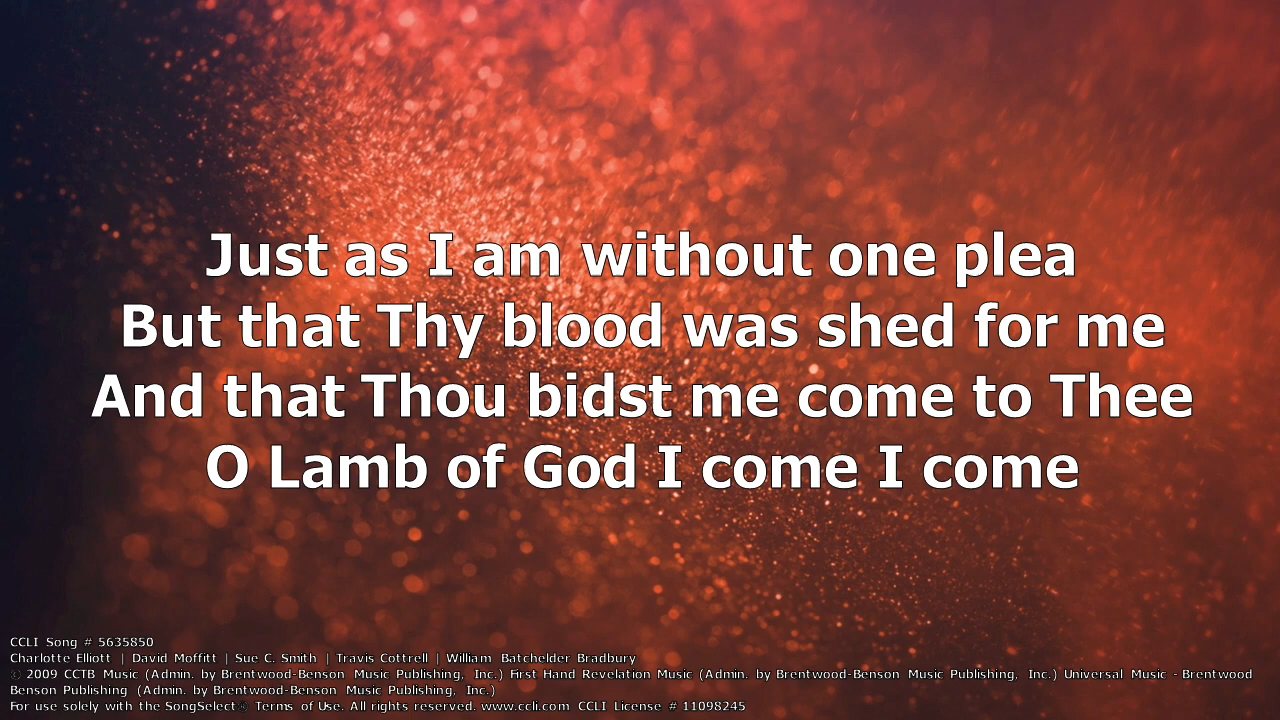 Just as I am without one plea
But that Thy blood was shed for me
And that Thou bidst me come to Thee
O Lamb of God I come I come
CCLI Song # 5635850
Charlotte Elliott | David Moffitt | Sue C. Smith | Travis Cottrell | William Batchelder Bradbury
© 2009 CCTB Music (Admin. by Brentwood-Benson Music Publishing, Inc.) First Hand Revelation Music (Admin. by Brentwood-Benson Music Publishing, Inc.) Universal Music - Brentwood
Benson Publishing (Admin. by Brentwood-Benson Music Publishing, Inc.)
For use solely with the SongSelect® Terms of Use. All rights reserved. www.ccli.com CCLI License # 11098245